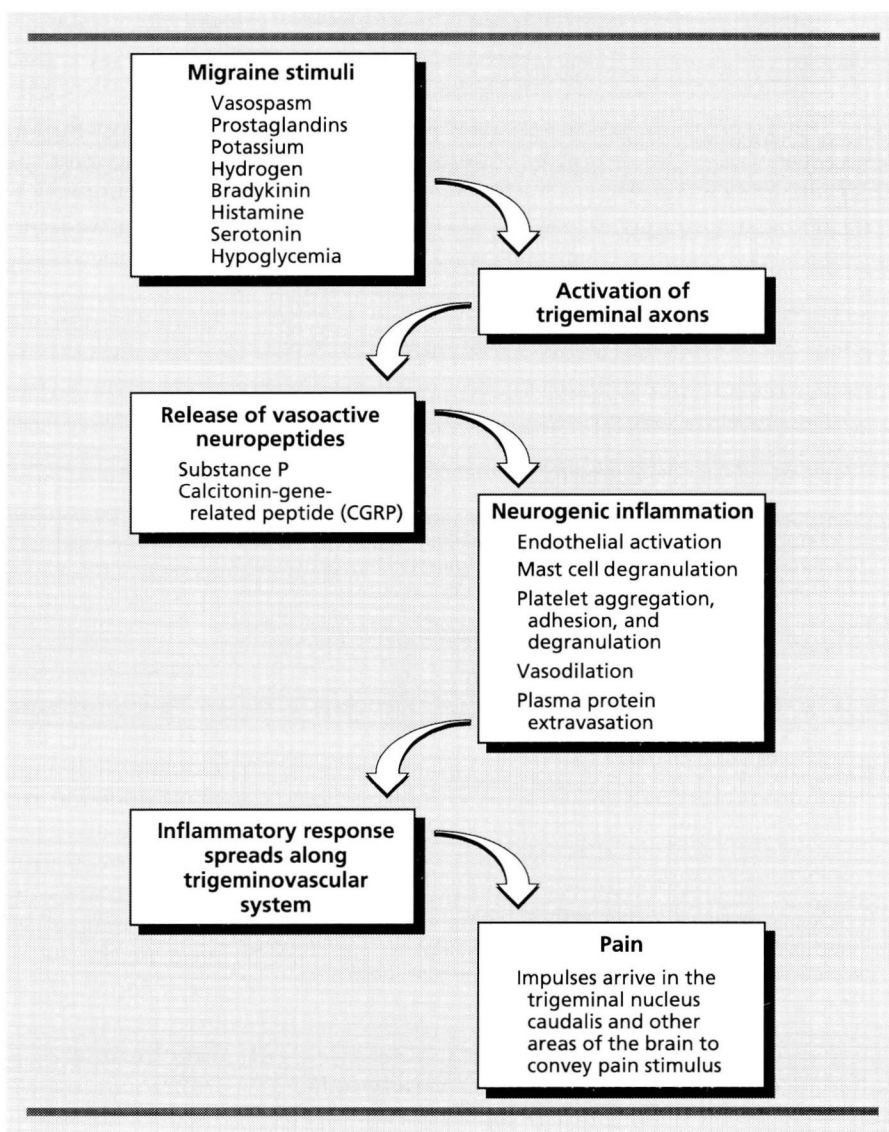 Migraine stimuli
Vasospasm
Prostaglandins
Potassium
Hydrogen
Bradykinin
Histamine
Serotonin
Hypoglycemia
Activation of
trigeminal axons
Release of vasoactive
neuropeptides
Substance P
Calcitonin-gene-
related peptide (CGRP)
Neurogenic inflammation
Endothelial activation
Mast cell degranulation
Platelet aggregation,
adhesion, and
degranulation
Vasodilation
Plasma protein
extravasation
Inflammatory response
spreads along
trigeminovascular
system
Pain
Impulses arrive in the
trigeminal nucleus
caudalis and other
areas of the brain to
convey pain stimulus